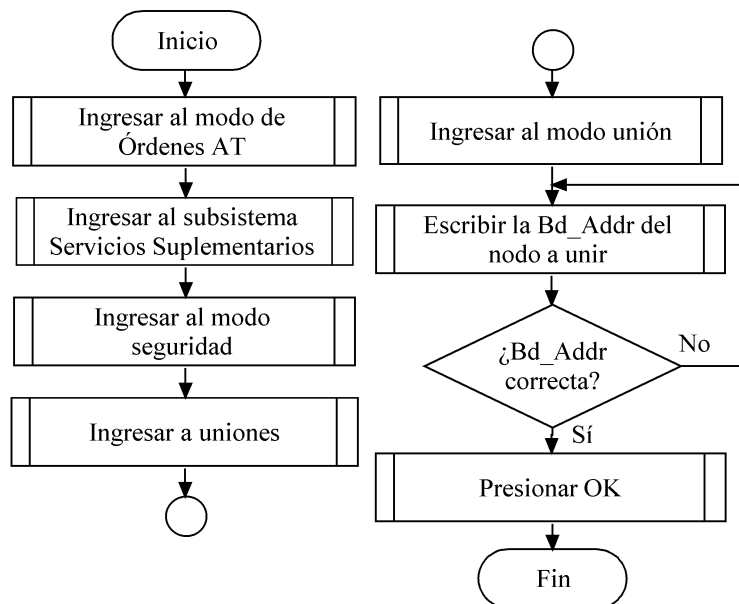 Inicio
Ingresar al modo de
Órdenes AT
Ingresar al subsistema
Servicios Suplementarios
Ingresar al modo
seguridad
Ingresar a uniones
Ingresar al modo unión
Escribir la Bd_Addr del
nodo a unir
¿Bd_Addr
correcta?
No
Sí
Presionar OK
Fin